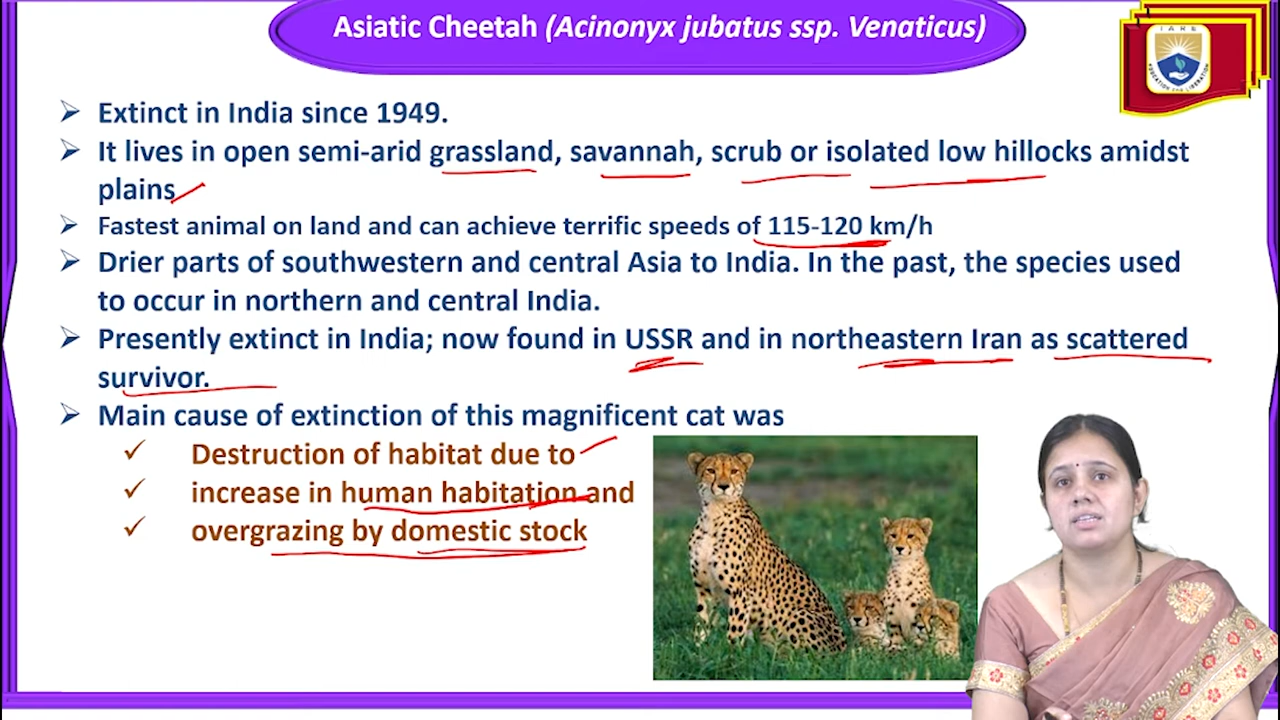 Asiatic Cheetah (Acinonyx jubatus ssp. Venaticus)
IARE
EDUCATION FOR LIBERATION
➢ Extinct in India since 1949.
➢ It lives in open semi-arid grassland, savannah, scrub or isolated low hillocks amidst
plains
➢ Fastest animal on land and can achieve terrific speeds of 115-120 km/h
➢ Drier parts of southwestern and central Asia to India. In the past, the species used
to occur in northern and central India.
➢ Presently extinct in India; now found in USSR and in northeastern Iran as scattered
survivor.
➢ Main cause of extinction of this magnificent cat was
✓ Destruction of habitat due to
✓ increase in human habitation and
✓ overgrazing by domestic stock